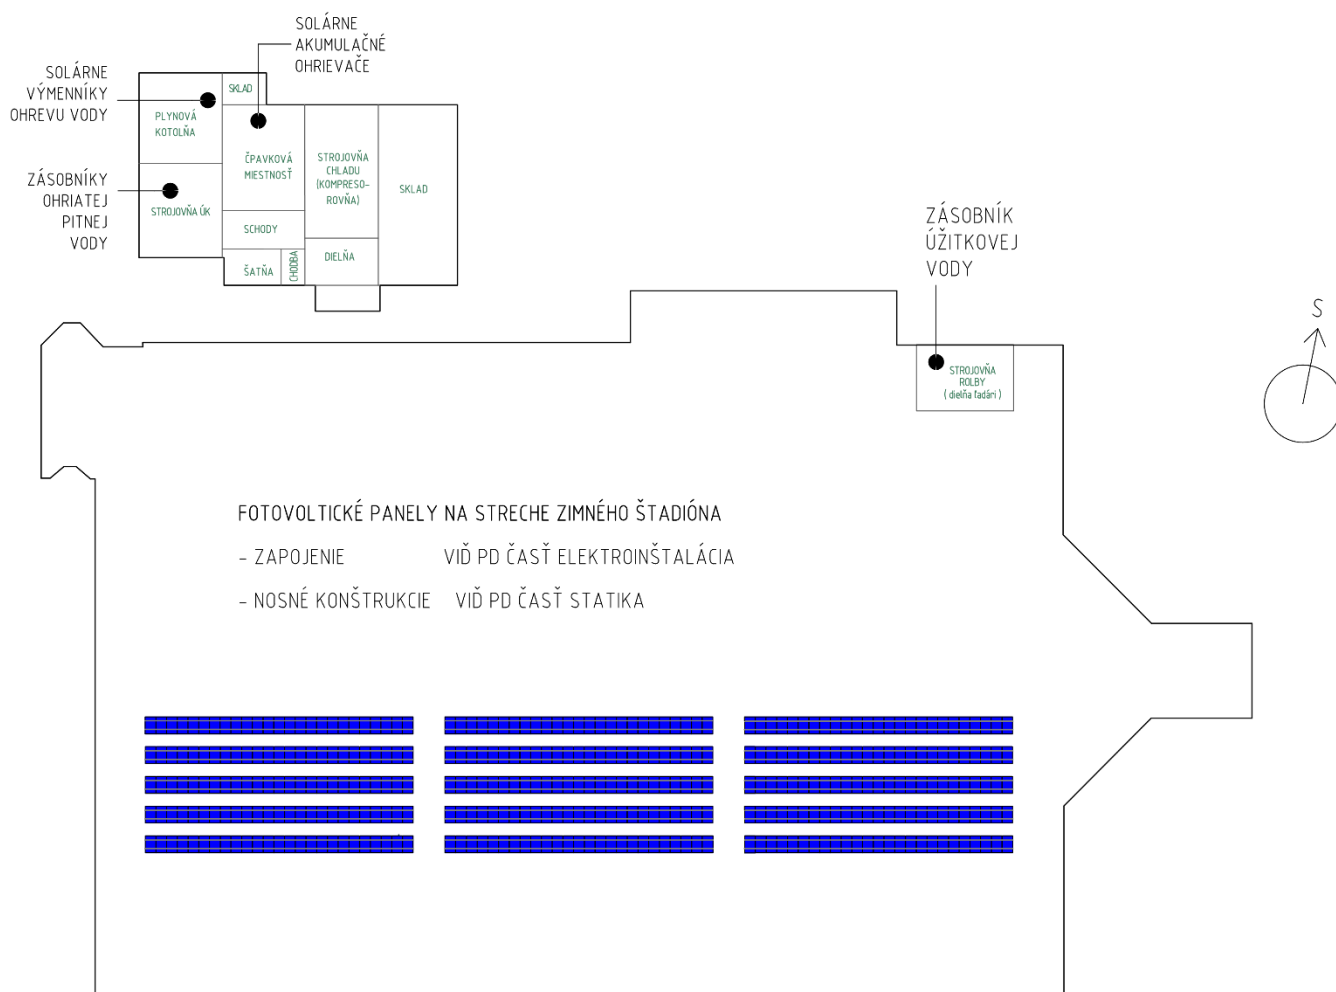 SOLÁRNE
AKUMULAČNÉ
OHRIEVAČE
SOLÁRNE
VÝMENNÍKY
OHREVU VODY
SKLAD
PLYNOVÁ
KOTOLŇA
ČPAVKOVÁ
MIESTNOSŤ
STROJOVŇA
CHLADU
(KOMPRESO-
ROVŇA)
SKLAD
ZÁSOBNÍKY
OHRIATEJ
PITNEJ
VODY
STROJOVŇA ÚK
SCHODY
ŠATŇA
CHODBA
DIELŇA
ZÁSOBNÍK
ÚŽITKOVEJ
VODY
STROJOVŇA
ROLBY
( dielňa ľadári )
S
FOTOVOLTICKÉ PANELY NA STRECHE ZIMNÉHO ŠTADIÓNA
- ZAPOJENIE VIĎ PD ČASŤ ELEKTROINŠTALÁCIA
- NOSNÉ KONŠTRUKCIE VIĎ PD ČASŤ STATIKA